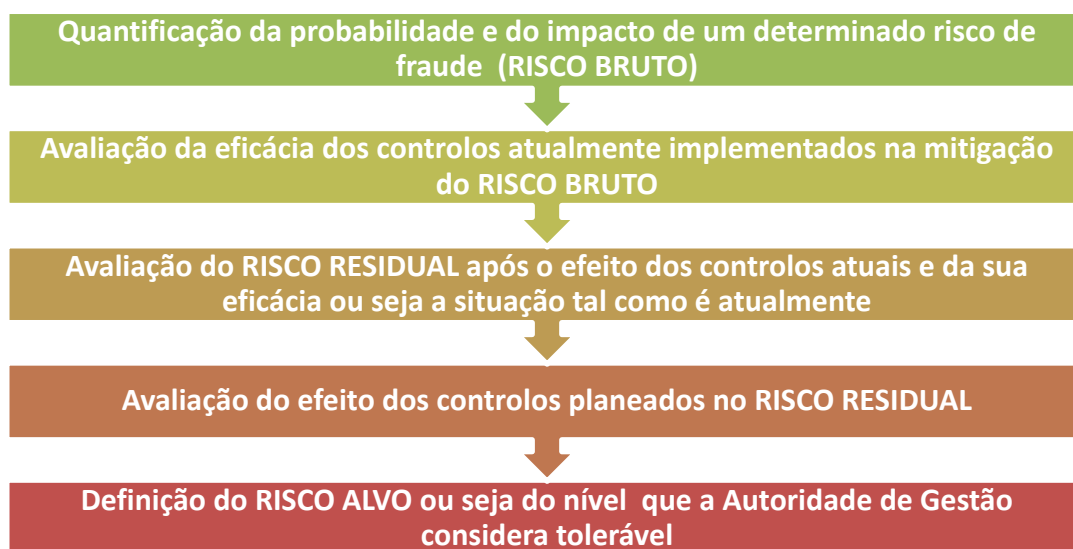 Quantificação da probabilidade e do impacto de um determinado risco de
fraude (RISCO BRUTO)
Avaliação da eficácia dos controlos atualmente implementados na mitigação
do RISCO BRUTO
Avaliação do RISCO RESIDUAL após o efeito dos controlos atuais e da sua
eficácia ou seja a situação tal como é atualmente
Avaliação do efeito dos controlos planeados no RISCO RESIDUAL
Definição do RISCO ALVO ou seja do nível que a Autoridade de Gestão
considera tolerável